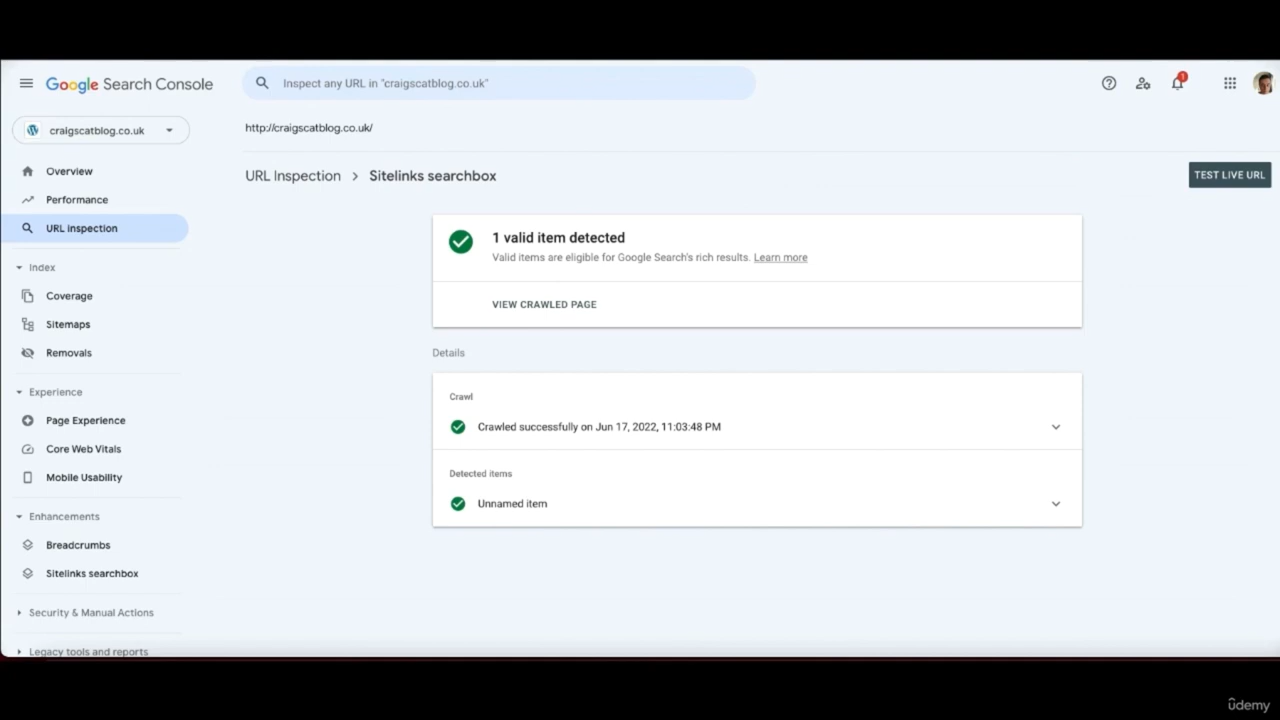 Google Search Console
Inspect any URL in "craigscatblog.co.uk"
1
craigscatblog.co.uk
http://craigscatblog.co.uk/
URL Inspection > Sitelinks searchbox
TEST LIVE URL
Overview
Performance
URL inspection
Index
Coverage
Sitemaps
Removals
Experience
Page Experience
Core Web Vitals
Mobile Usability
Enhancements
Breadcrumbs
Sitelinks searchbox
Security & Manual Actions
Legacy tools and reports
1 valid item detected
Valid items are eligible for Google Search's rich results. Learn more
VIEW CRAWLED PAGE
Details
Crawl
Crawled successfully on Jun 17, 2022, 11:03:48 PM
Detected items
Unnamed item
ûdemy